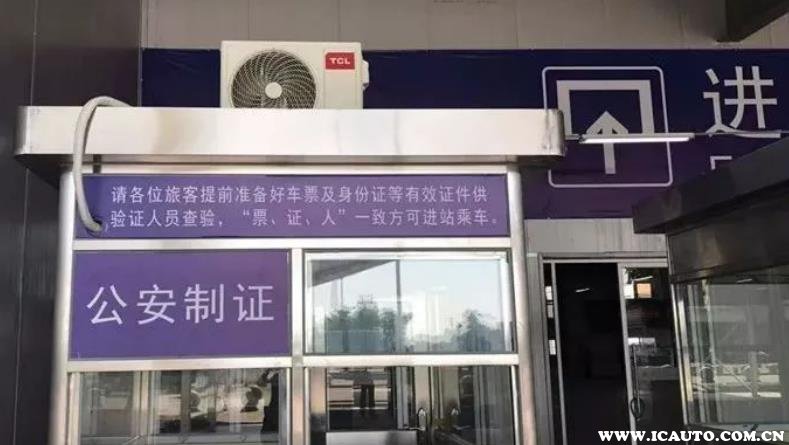 TCL
进
请各位旅客提前准备好车票及身份证等有效证件供
验证人员查验，“票、证、人”一致方可进站乘车。
公安制证
WWW.ICAUTO.COM.CN